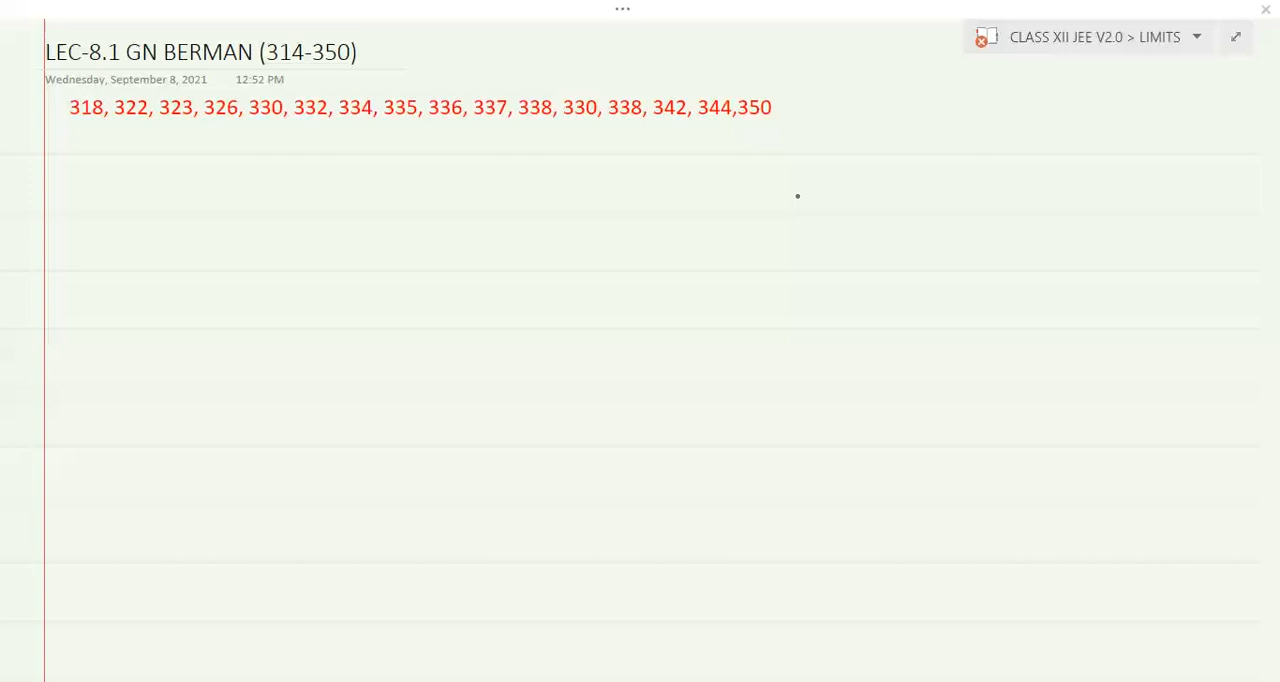 LEC-8.1 GN BERMAN (314-350)
CLASS XII JEE V2.0 > LIMITS
Wednesday, September 8, 2021 12:52 PM
318, 322, 323, 326, 330, 332, 334, 335, 336, 337, 338, 330, 338, 342, 344,350